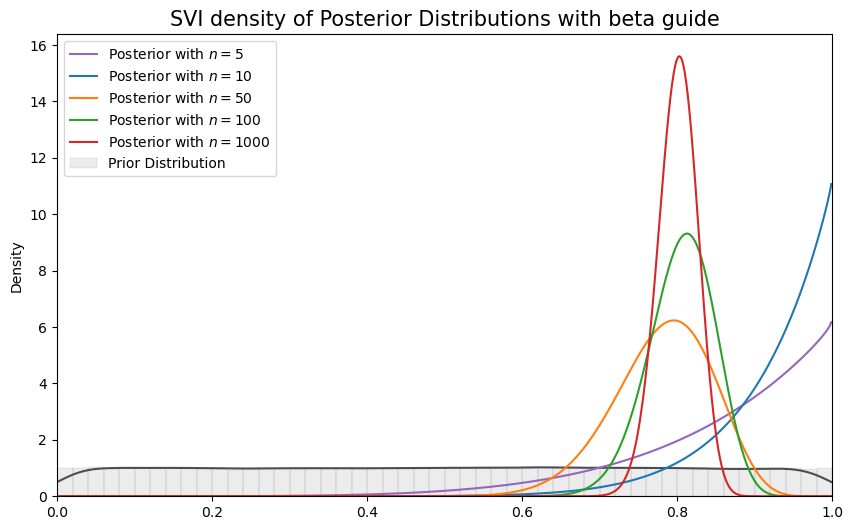 SVI density of Posterior Distributions with beta guide
Posterior with n = 5
Posterior with n = 10
Posterior with n = 50
Posterior with n = 100
Posterior with n = 1000
Prior Distribution
Density
16
14
12
10
8
6
4
2
0
0.0 0.2 0.4 0.6 0.8 1.0